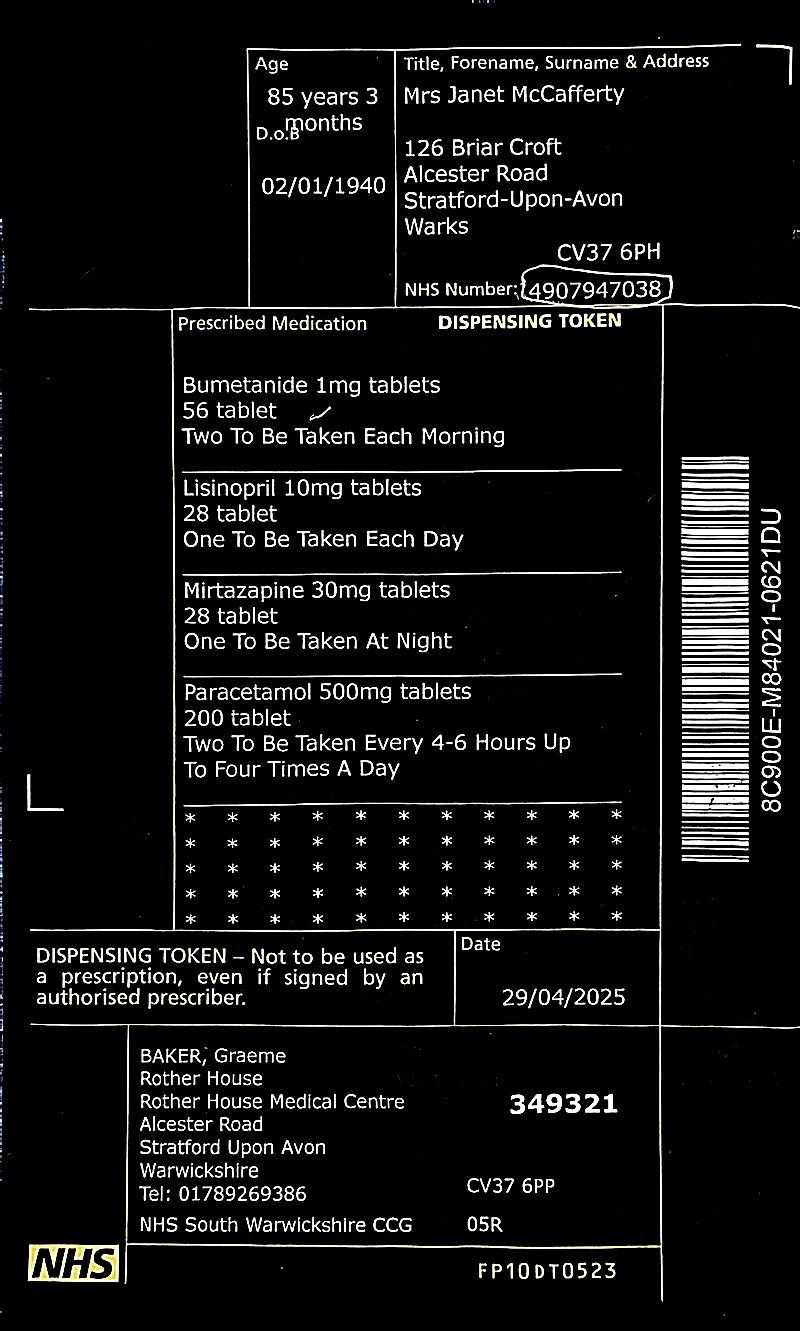 Age
85 years 3
months
D.o.B
02/01/1940
Title, Forename, Surname & Address
Mrs Janet McCafferty
126 Briar Croft
Alcester Road
Stratford-Upon-Avon
Warks
CV37 6PH
NHS Number: 4907947038
Prescribed Medication DISPENSING TOKEN
Bumetanide 1mg tablets
56 tablet
Two To Be Taken Each Morning
Lisinopril 10mg tablets
28 tablet
One To Be Taken Each Day
Mirtazapine 30mg tablets
28 tablet
One To Be Taken At Night
Paracetamol 500mg tablets
200 tablet
Two To Be Taken Every 4-6 Hours Up
To Four Times A Day
* * * * * * * * * * *
* * * * * * * * * * *
* * * * * * * * * * *
* * * * * * * * * * *
* * * * * * * * * * *
8C900E-M84021-0621DU
DISPENSING TOKEN – Not to be used as
a prescription, even if signed by an
authorised prescriber.
Date
29/04/2025
BAKER, Graeme
Rother House
Rother House Medical Centre
Alcester Road
Stratford Upon Avon
Warwickshire
Tel: 01789269386
NHS South Warwickshire CCG
349321
CV37 6PP
05R
NHS
FP10DT0523